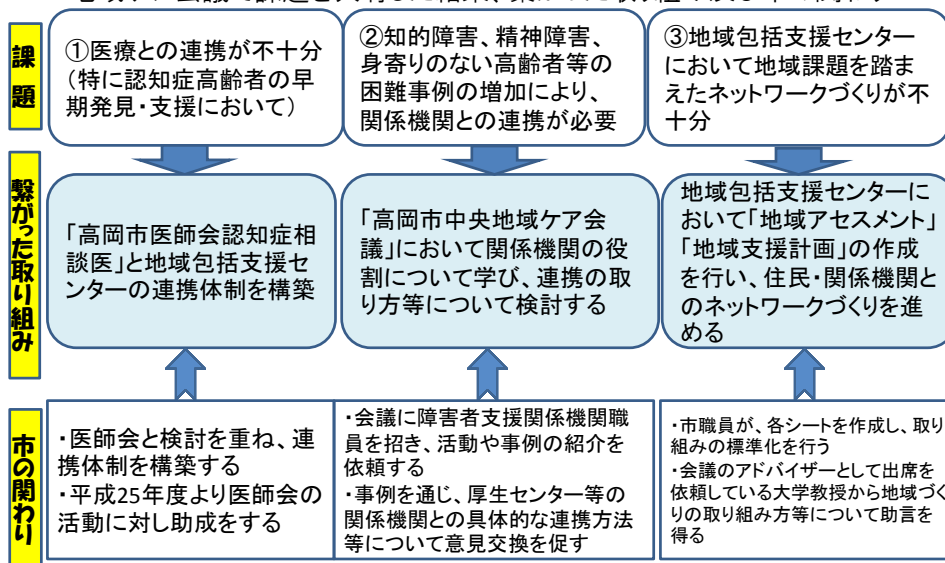 課題
①医療との連携が不十分
(特に認知症高齢者の早
期発見・支援において)
②知的障害、精神障害、
身寄りのない高齢者等の
困難事例の増加により、
関係機関との連携が必要
③地域包括支援センター
において地域課題を踏ま
えたネットワークづくりが不
十分
繋がった取り組み
「高岡市医師会認知症相
談医」と地域包括支援セ
ンターの連携体制を構築
「高岡市中央地域ケア会
議」において関係機関の役
割について学び、連携の取
り方等について検討する
地域包括支援センターに
おいて「地域アセスメント」
「地域支援計画」の作成
を行い、住民・関係機関と
のネットワークづくりを進
める
市の関わり
・医師会と検討を重ね、連
携体制を構築する
・平成25年度より医師会の
活動に対し助成をする
・会議に障害者支援関係機関職
員を招き、活動や事例の紹介を
依頼する
・事例を通じ、厚生センター等の
関係機関との具体的な連携方法
等について意見交換を促す
・市職員が、各シートを作成し、取り
組みの標準化を行う
・会議のアドバイザーとして出席を
依頼している大学教授から地域づく
りの取り組み方等について助言を
得る